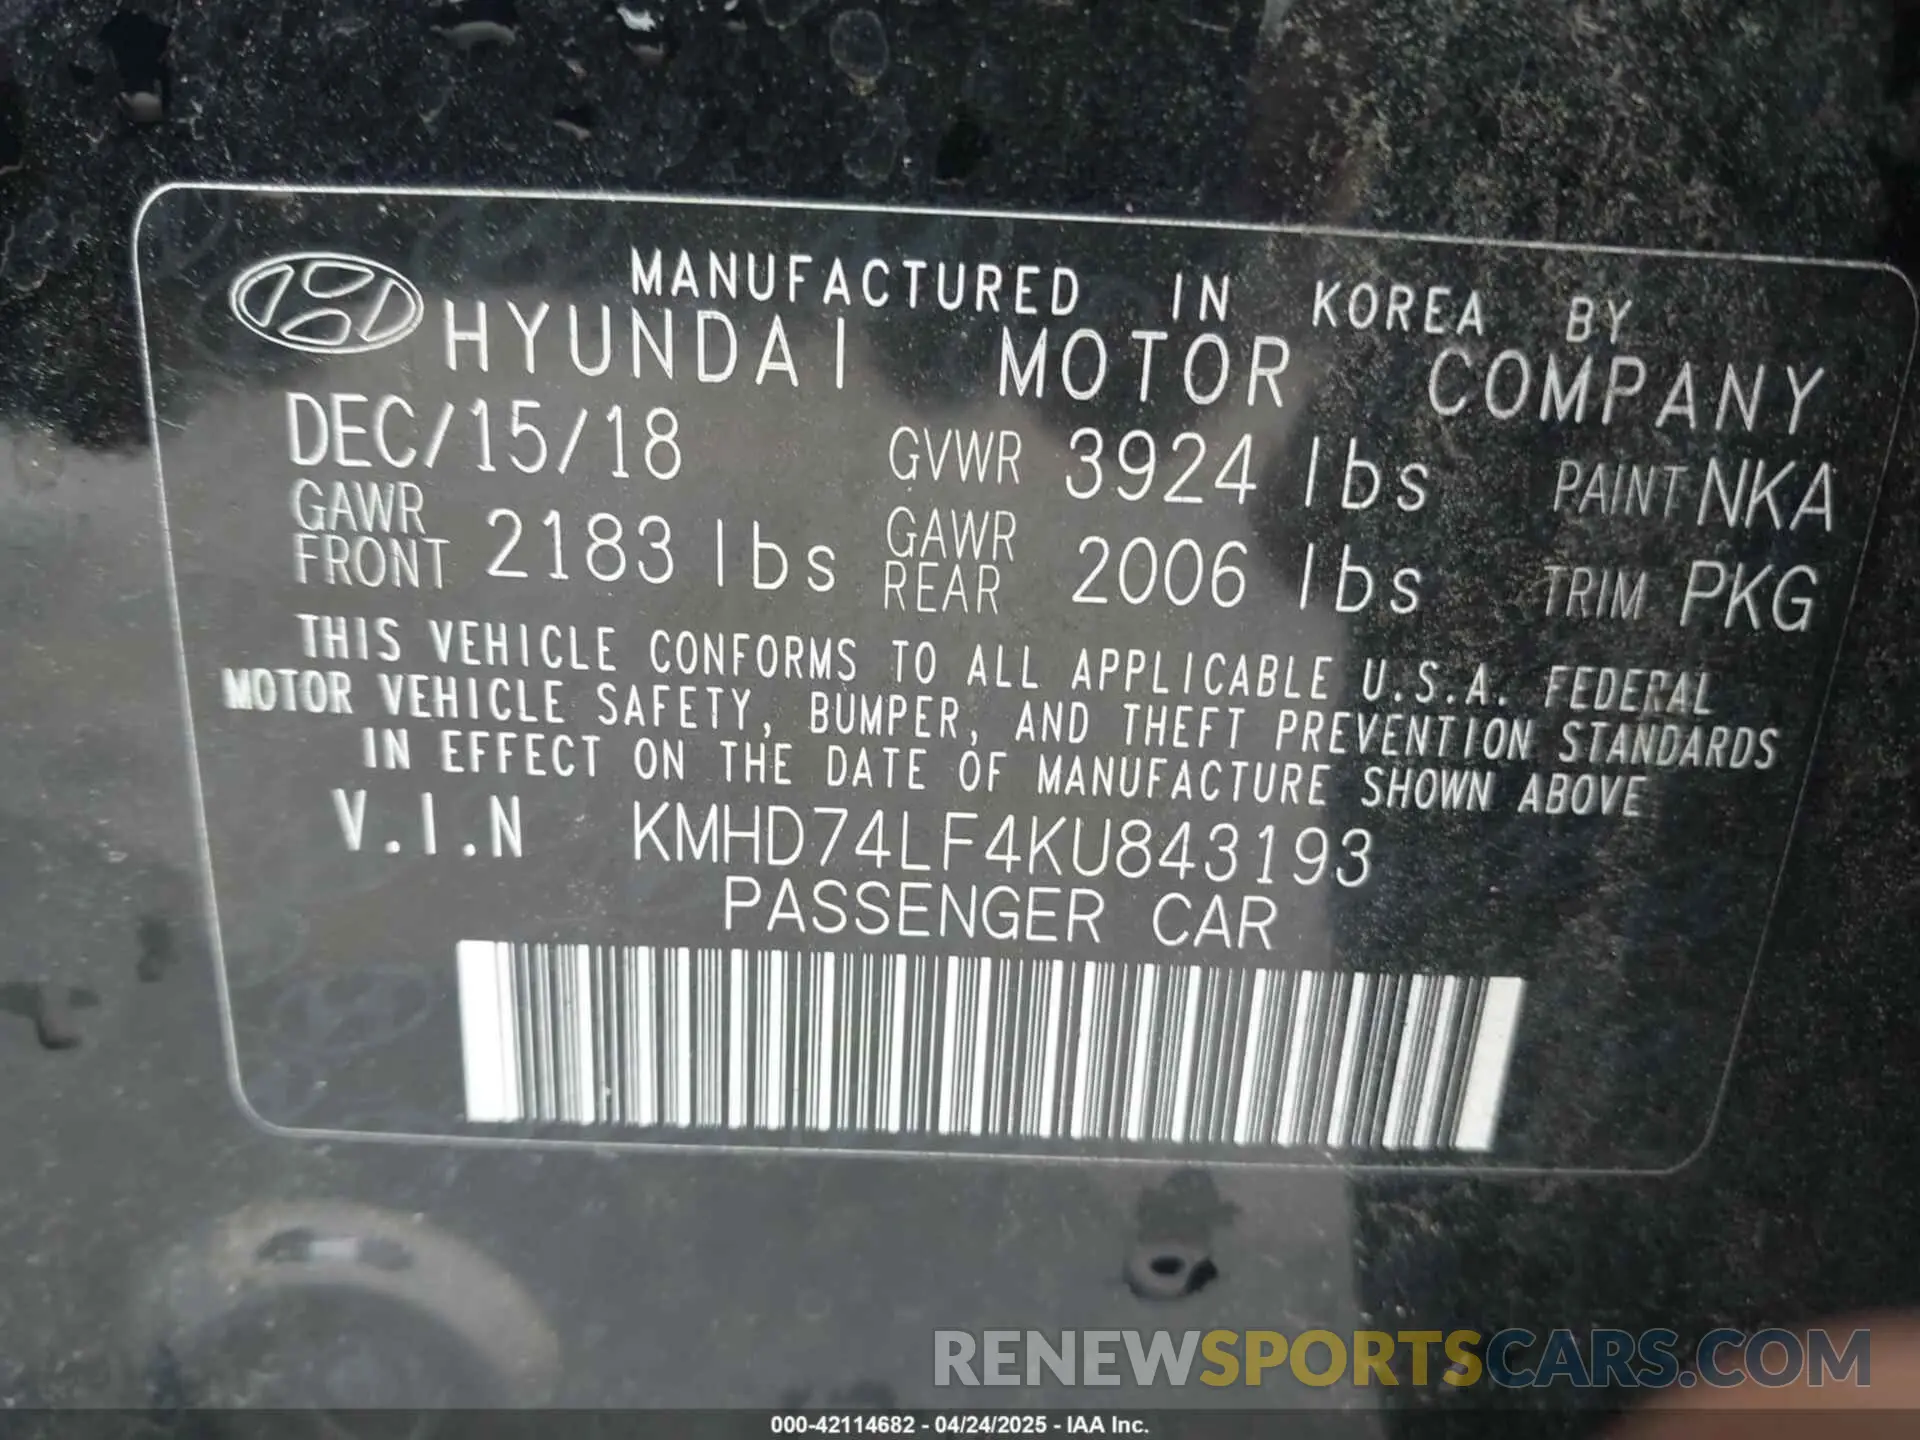 MANUFACTURED IN KOREA BY
HYUNDAI MOTOR COMPANY
DEC/15/18 GVWR 3924 lbs PAINT NKA
GAWR FRONT 2183 lbs GAWR REAR 2006 lbs TRIM PKG
THIS VEHICLE CONFORMS TO ALL APPLICABLE U.S.A. FEDERAL
MOTOR VEHICLE SAFETY, BUMPER, AND THEFT PREVENTION STANDARDS
IN EFFECT ON THE DATE OF MANUFACTURE SHOWN ABOVE
V.I.N KMHD74LF4KU843193
PASSENGER CAR
RENEWSPORTSCARS.COM
000-42114682 - 04/24/2025 - IAA Inc.